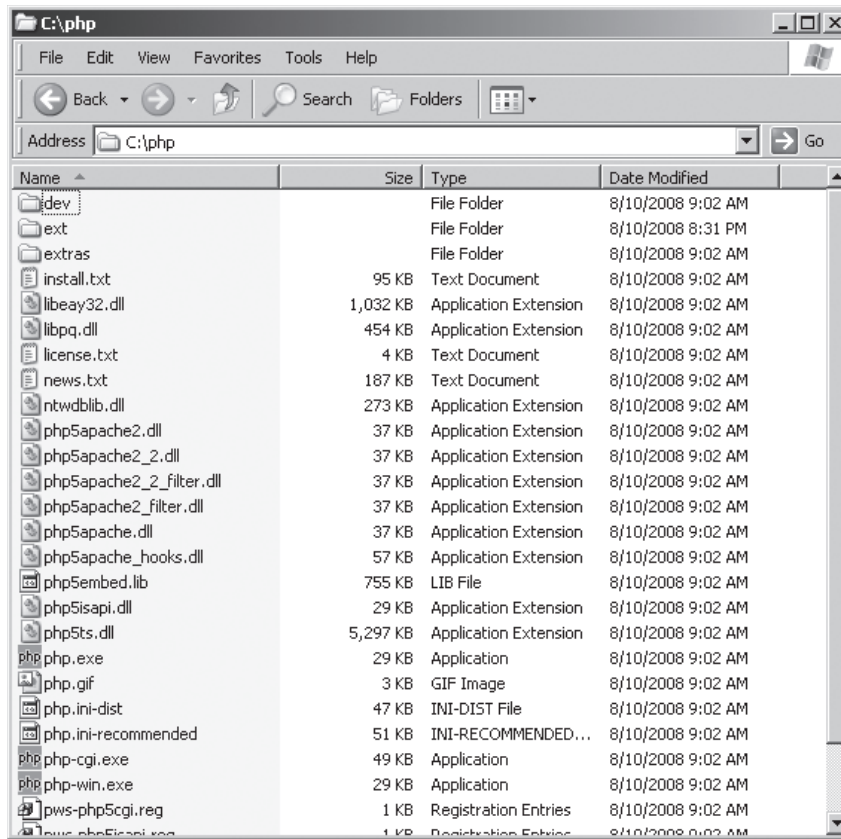 C:\php
File Edit View Favorites Tools Help
Back Search Folders
Address C:\php Go
Name Size Type Date Modified
dev File Folder 8/10/2008 9:02 AM
ext File Folder 8/10/2008 8:31 PM
extras File Folder 8/10/2008 9:02 AM
install.txt 95 KB Text Document 8/10/2008 9:02 AM
libeay32.dll 1,032 KB Application Extension 8/10/2008 9:02 AM
libpq.dll 454 KB Application Extension 8/10/2008 9:02 AM
license.txt 4 KB Text Document 8/10/2008 9:02 AM
news.txt 187 KB Text Document 8/10/2008 9:02 AM
ntwdblib.dll 273 KB Application Extension 8/10/2008 9:02 AM
php5apache2.dll 37 KB Application Extension 8/10/2008 9:02 AM
php5apache2_2.dll 37 KB Application Extension 8/10/2008 9:02 AM
php5apache2_2_filter.dll 37 KB Application Extension 8/10/2008 9:02 AM
php5apache2_filter.dll 37 KB Application Extension 8/10/2008 9:02 AM
php5apache.dll 37 KB Application Extension 8/10/2008 9:02 AM
php5apache_hooks.dll 57 KB Application Extension 8/10/2008 9:02 AM
php5embed.lib 755 KB LIB File 8/10/2008 9:02 AM
php5isapi.dll 29 KB Application Extension 8/10/2008 9:02 AM
php5ts.dll 5,297 KB Application Extension 8/10/2008 9:02 AM
php php.exe 29 KB Application 8/10/2008 9:02 AM
php.gif 3 KB GIF Image 8/10/2008 9:02 AM
php.ini-dist 47 KB INI-DIST File 8/10/2008 9:02 AM
php.ini-recommended 51 KB INI-RECOMMENDED... 8/10/2008 9:02 AM
php php-cgi.exe 49 KB Application 8/10/2008 9:02 AM
php php-win.exe 29 KB Application 8/10/2008 9:02 AM
pws-php5cgi.reg 1 KB Registration Entries 8/10/2008 9:02 AM
pws-php5isapi.reg 1 KB Registration Entries 8/10/2008 9:02 AM